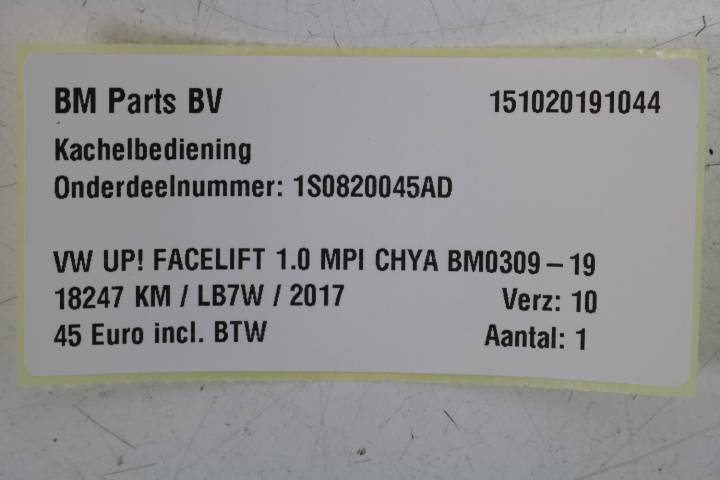 BM Parts BV 151020191044
Kachelbediening
Onderdeelnummer: 1S0820045AD
VW UP! FACELIFT 1.0 MPI CHYA BM0309-19
18247 KM / LB7W / 2017 Verz: 10
45 Euro incl. BTW Aantal: 1